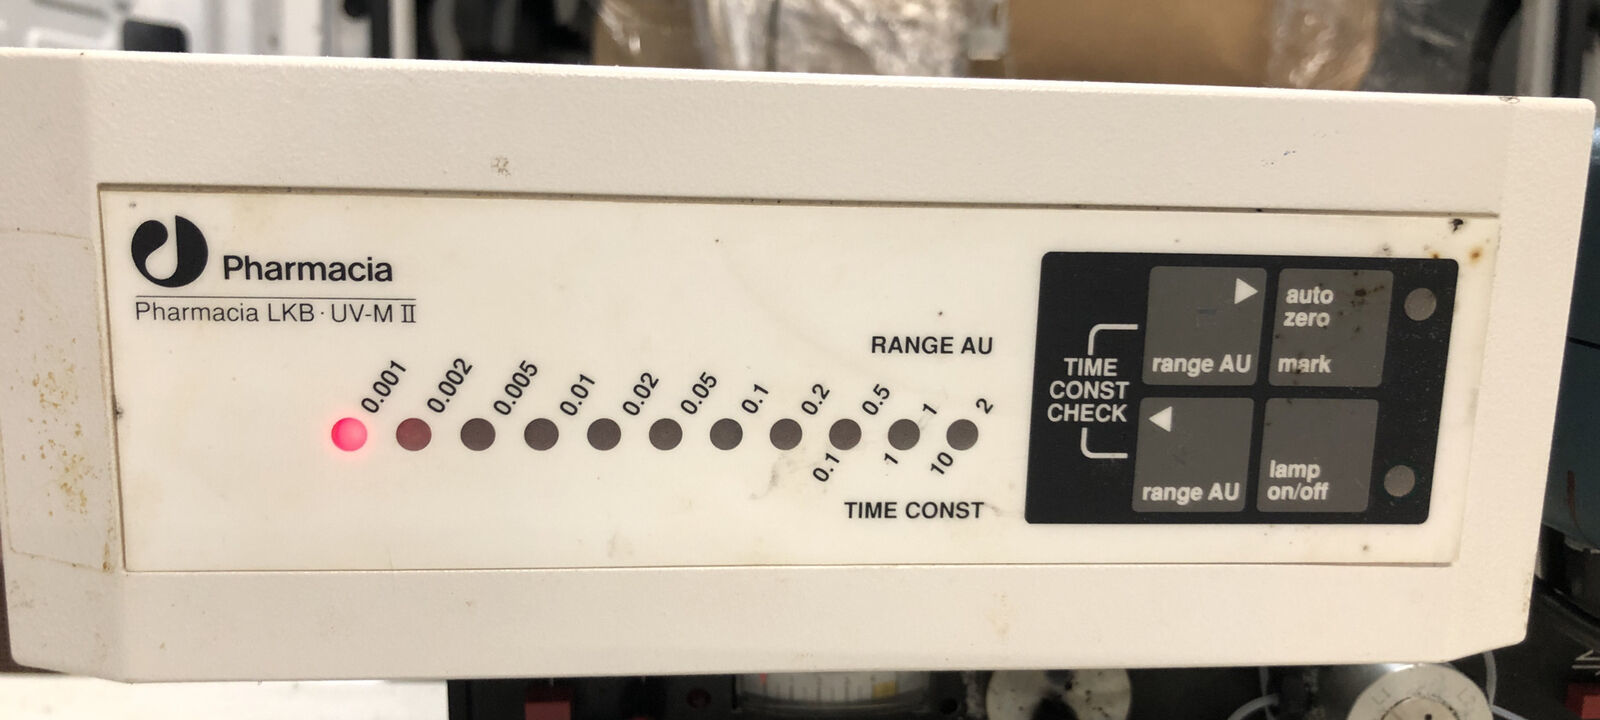 Pharmacia
Pharmacia LKB · UV-M II
RANGE AU
0.001
0.002
0.005
0.01
0.02
0.05
0.1
0.2
0.5
1
2
0.1
1
10
TIME CONST
TIME
CONST
CHECK
range AU
auto
zero
mark
range AU
lamp
on/off